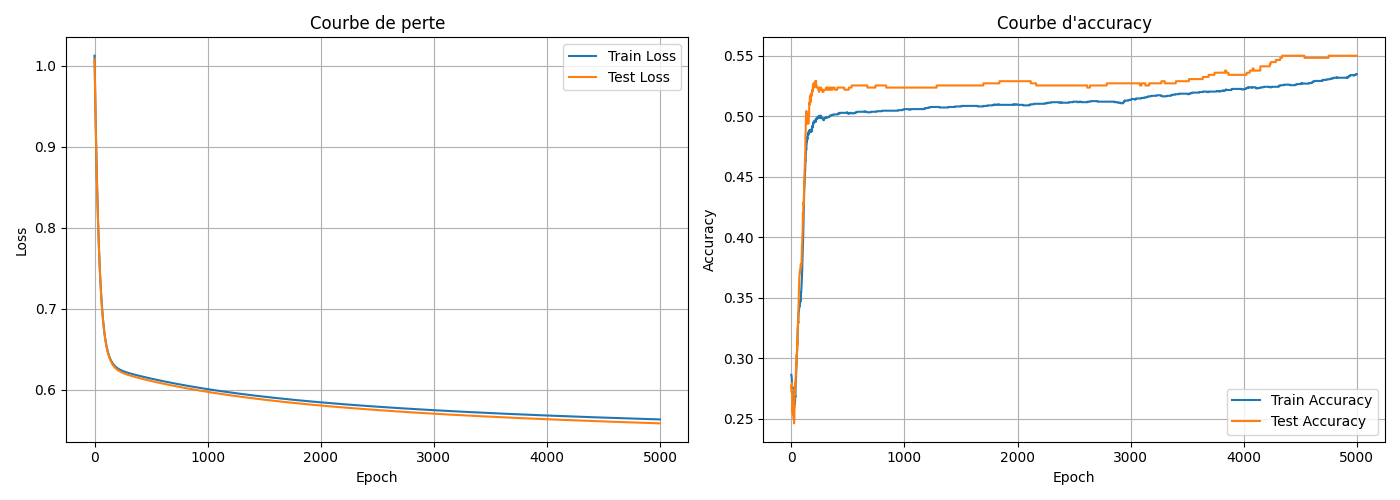 Courbe de perte
Loss
1.0
0.9
0.8
0.7
0.6
Train Loss
Test Loss
0 1000 2000 3000 4000 5000
Epoch
Courbe d'accuracy
Accuracy
0.55
0.50
0.45
0.40
0.35
0.30
0.25
Train Accuracy
Test Accuracy
0 1000 2000 3000 4000 5000
Epoch